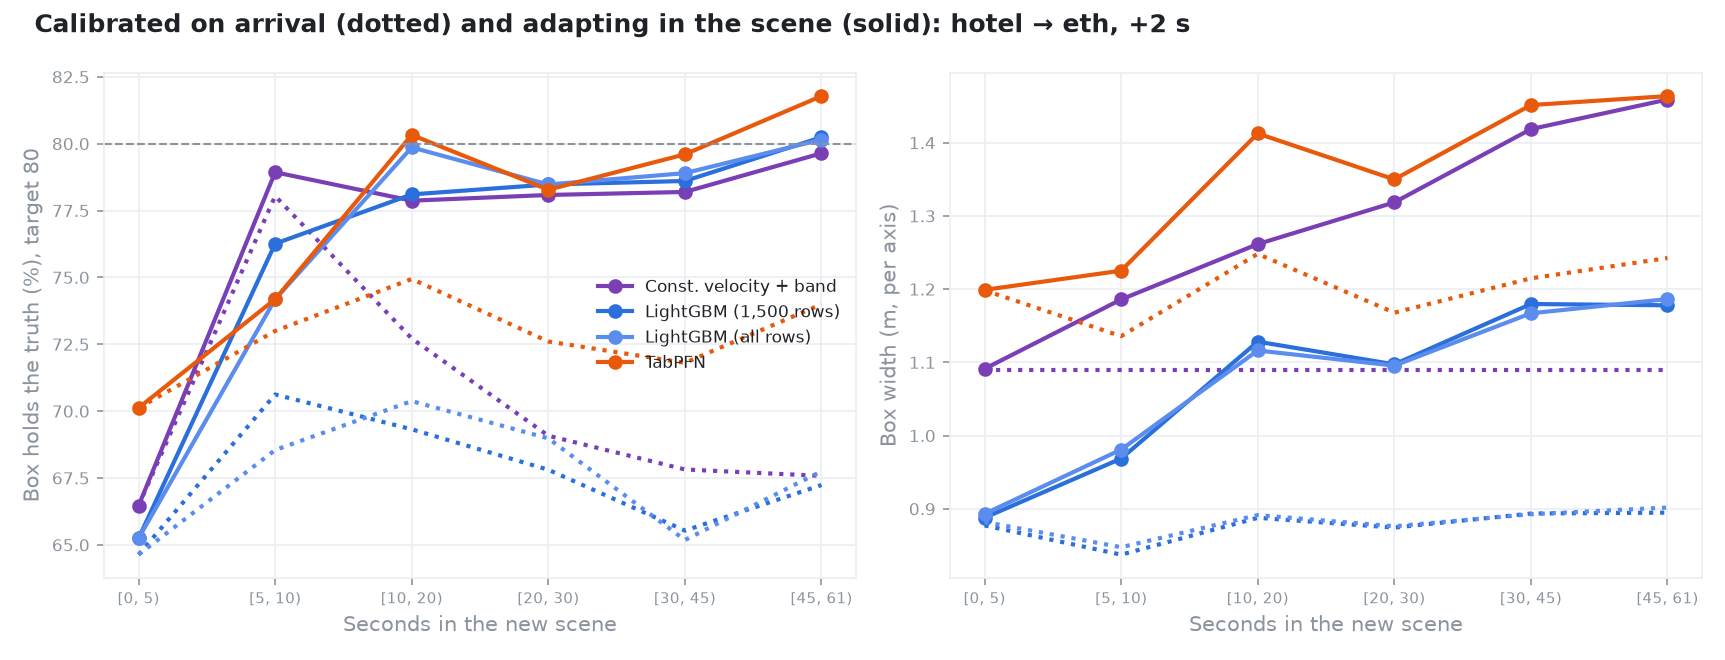 Calibrated on arrival (dotted) and adapting in the scene (solid): hotel → eth, +2 s
Box holds the truth (%), target 80
82.5
80.0
77.5
75.0
72.5
70.0
67.5
65.0
Const. velocity + band
LightGBM (1,500 rows)
LightGBM (all rows)
TabPFN
[0, 5)
[5, 10)
[10, 20)
[20, 30)
[30, 45)
[45, 61)
Seconds in the new scene
Box width (m, per axis)
1.4
1.3
1.2
1.1
1.0
0.9
[0, 5)
[5, 10)
[10, 20)
[20, 30)
[30, 45)
[45, 61)
Seconds in the new scene